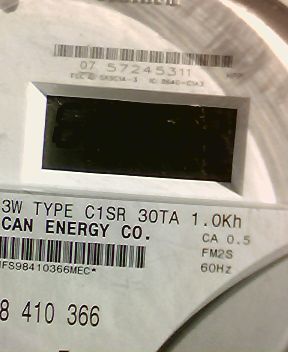 07 57245311
3W TYPE C1SR 30TA 1.0Kh
CAN ENERGY CO.
CA 0.5
FM2S
60Hz
IFS98410366MEC*
8 410 366